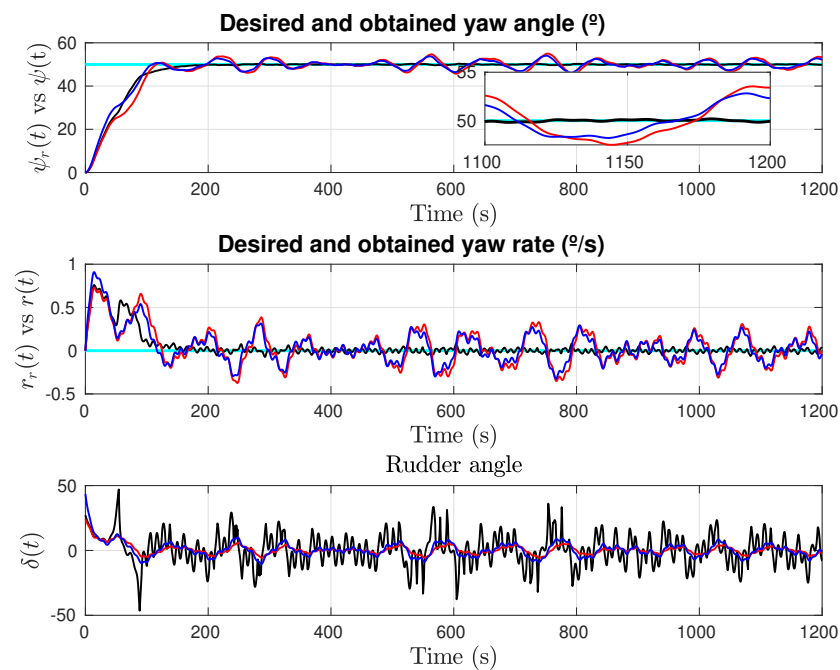 Desired and obtained yaw angle (º)
60
40
20
0
ψr(t) vs ψ(t)
55
50
1100 1150 1200
0 200 400 600 800 1000 1200
Time (s)
Desired and obtained yaw rate (º/s)
1
0.5
0
-0.5
rr(t) vs r(t)
0 200 400 600 800 1000 1200
Time (s)
Rudder angle
50
0
-50
δ(t)
0 200 400 600 800 1000 1200
Time (s)